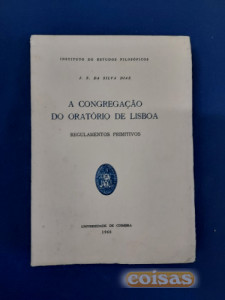 INSTITUTO DE ESTUDOS FILOSÓFICOS
J. S. DA SILVA DIAS
A CONGREGAÇÃO
DO ORATÓRIO DE LISBOA
REGULAMENTOS PRIMITIVOS
UNIVERSIDADE DE COIMBRA
coisas